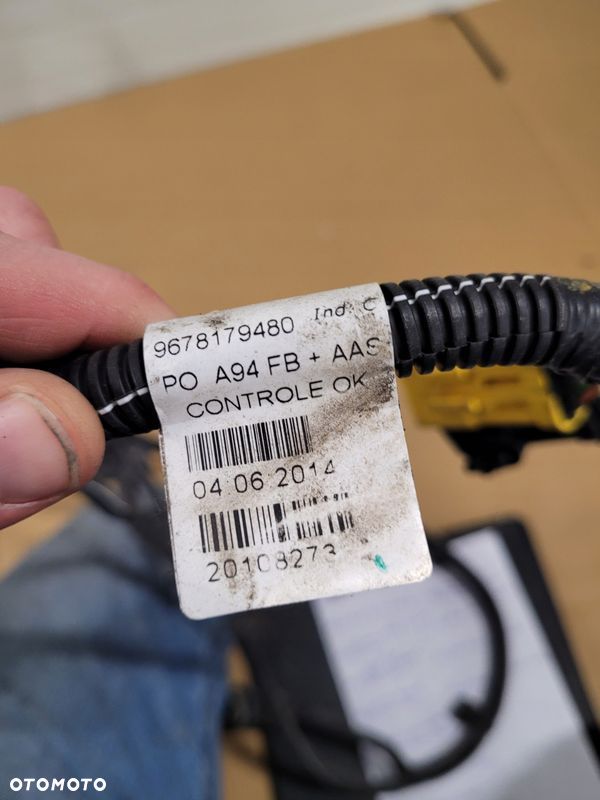 9678179480 Ind: C
PO A94 FB + AAS
CONTROLE OK
04.06.2014
20108273
OTOMOTO